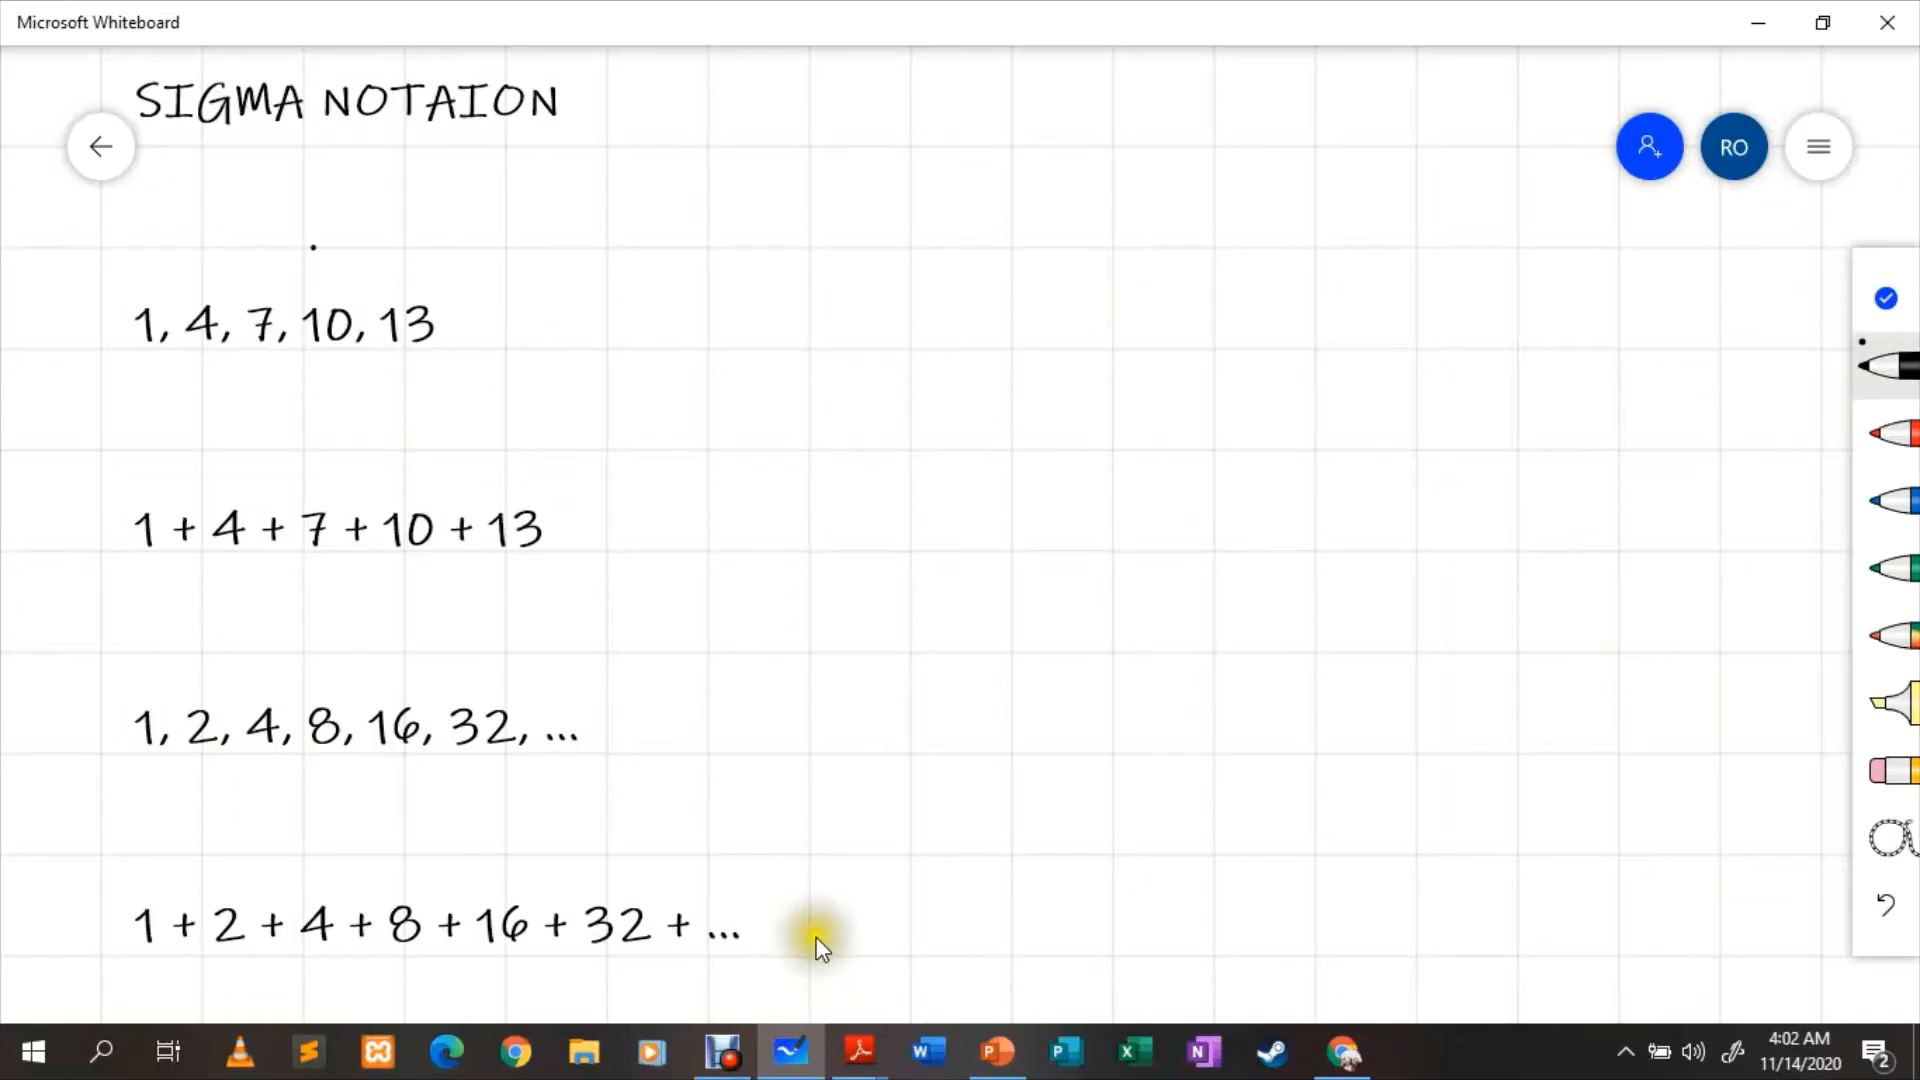 Microsoft Whiteboard
SIGMA NOTAION
RO
1, 4, 7, 10, 13
1 + 4 + 7 + 10 + 13
1, 2, 4, 8, 16, 32, ...
1 + 2 + 4 + 8 + 16 + 32 + ...
4:02 AM
11/14/2020
2